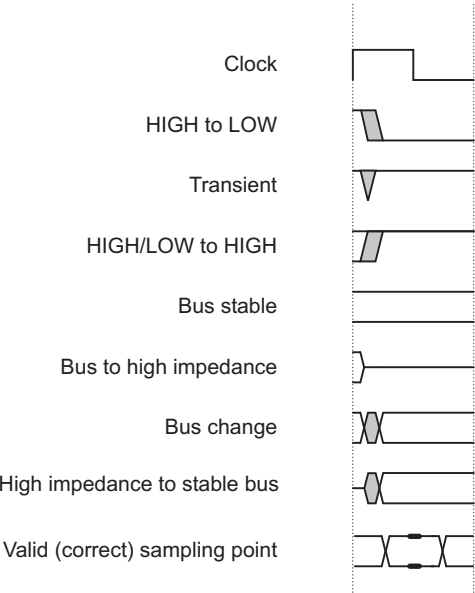 Clock
HIGH to LOW
Transient
HIGH/LOW to HIGH
Bus stable
Bus to high impedance
Bus change
High impedance to stable bus
Valid (correct) sampling point